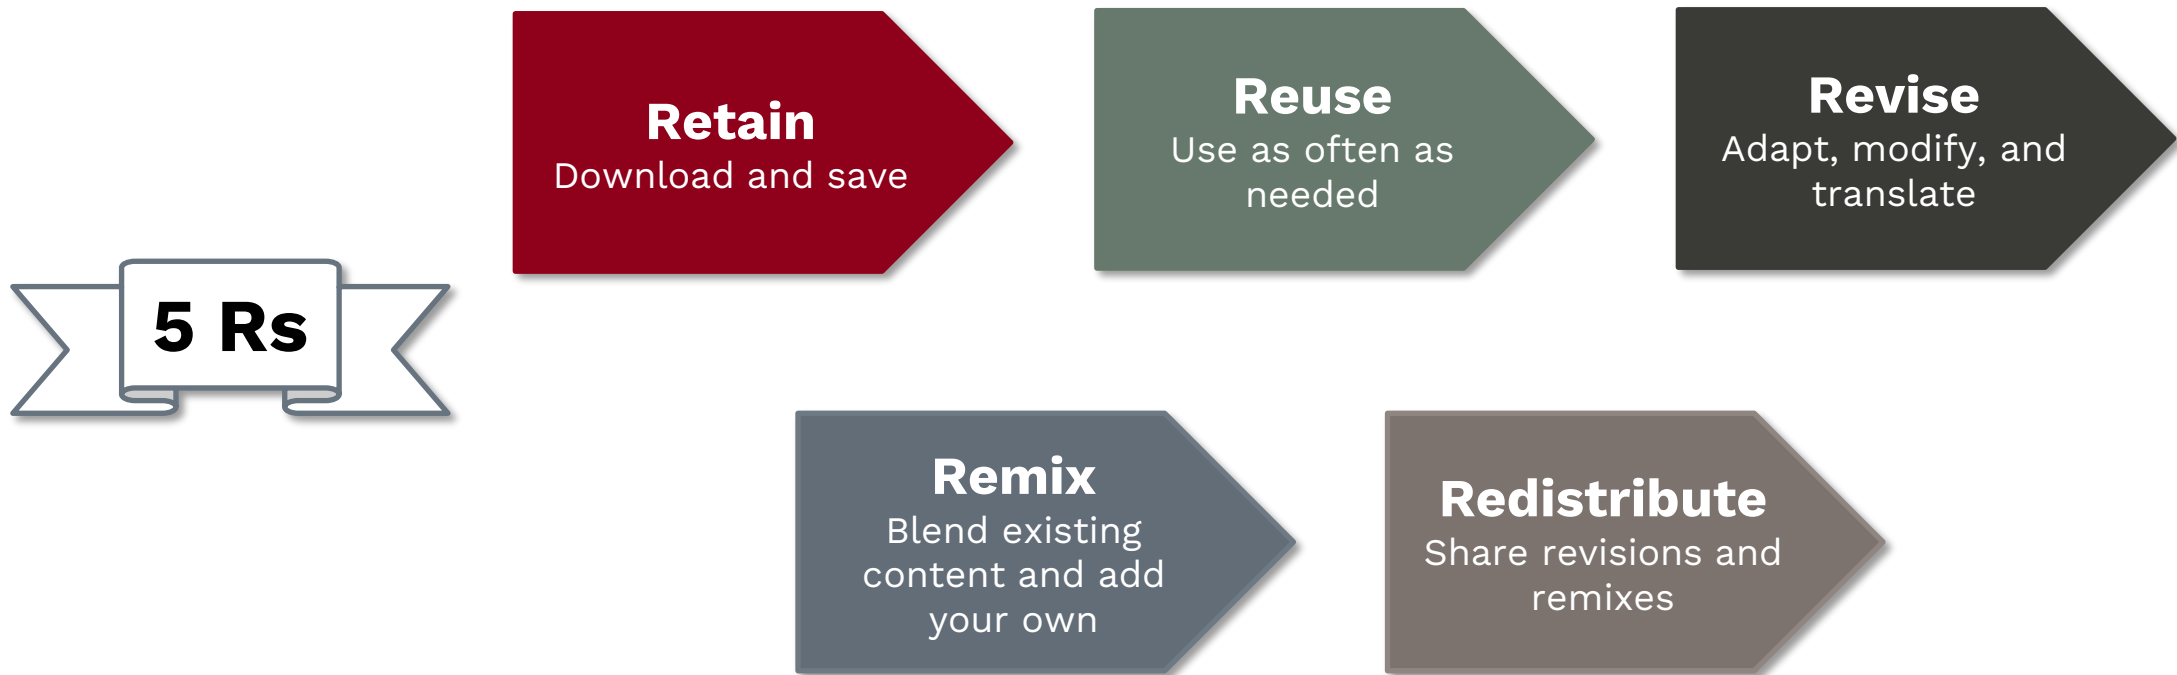 5 Rs
Retain
Download and save
Reuse
Use as often as
needed
Revise
Adapt, modify, and
translate
Remix
Blend existing
content and add
your own
Redistribute
Share revisions and
remixes